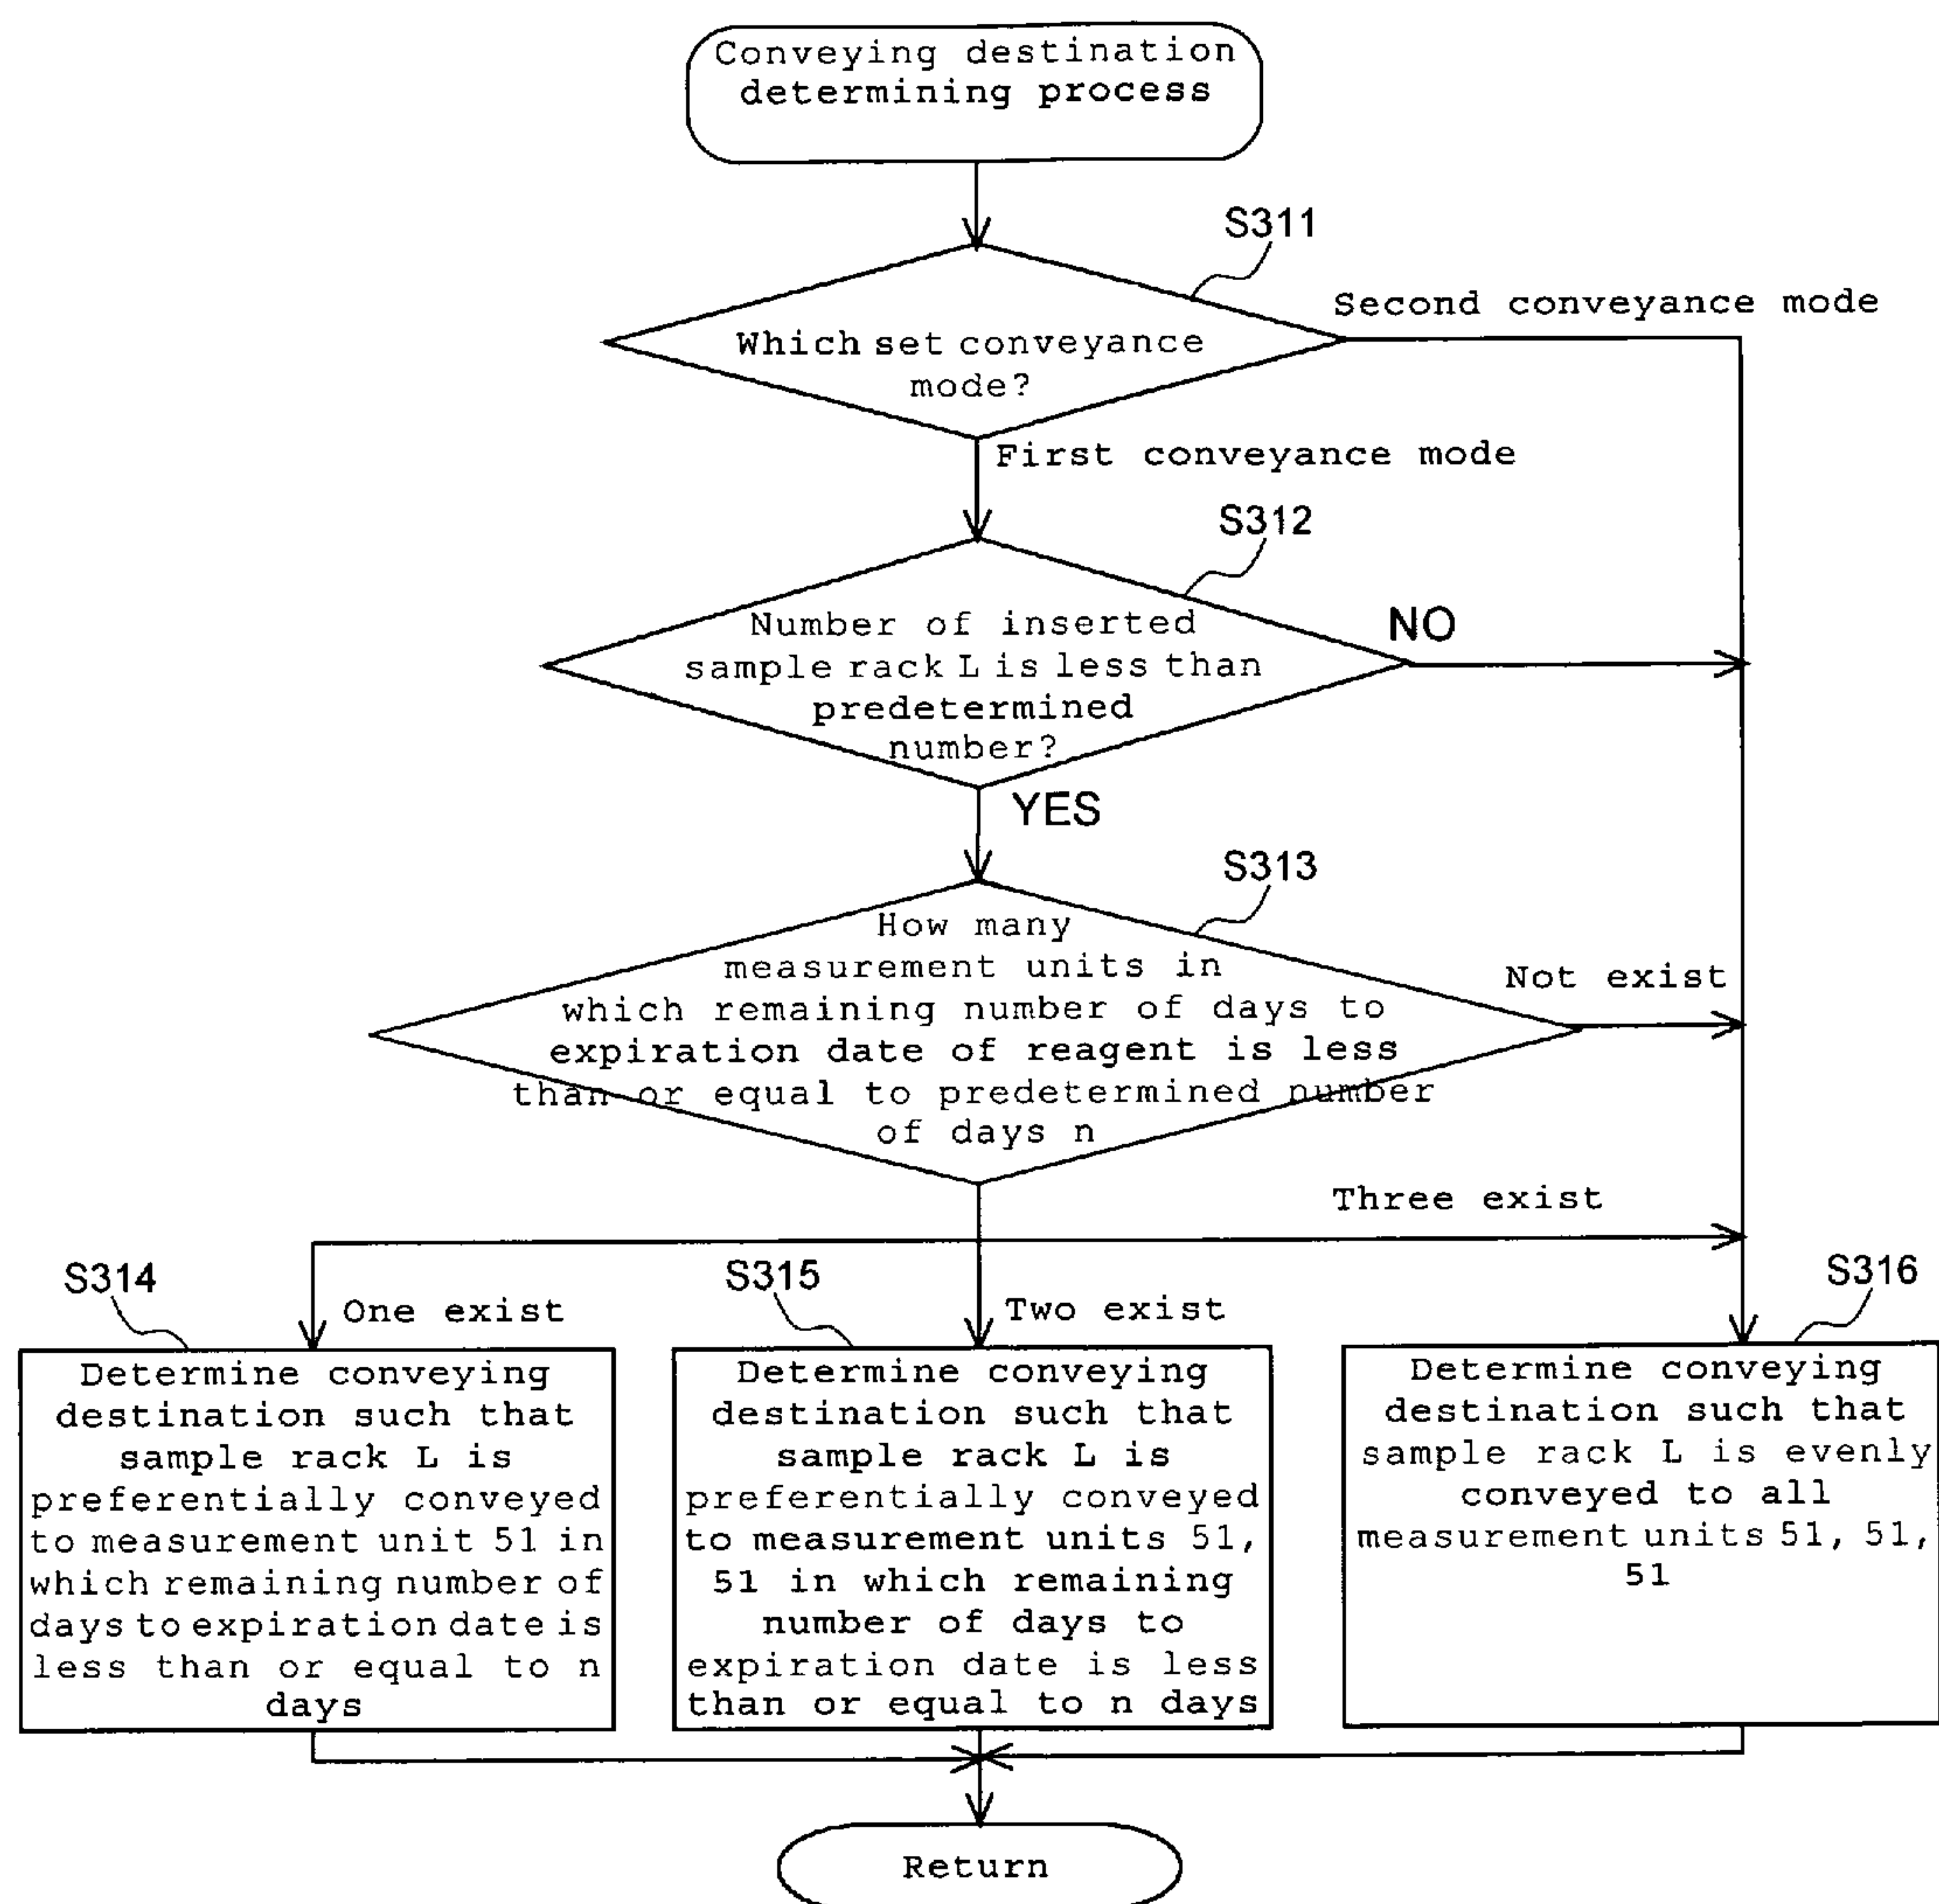 Conveying destination
determining process
S311
Second conveyance mode
Which set conveyance
mode?
First conveyance mode
S312
Number of inserted
sample rack L is less than
predetermined
number?
NO
YES
S313
How many
measurement units in
which remaining number of days to
expiration date of reagent is less
than or equal to predetermined number
of days n
Not exist
Three exist
S314
One exist
S315
Two exist
S316
Determine conveying
destination such that
sample rack L is
preferentially conveyed
to measurement unit 51 in
which remaining number of
days to expiration date is
less than or equal to n
days
Determine conveying
destination such that
sample rack L is
preferentially conveyed
to measurement units 51,
51 in which remaining
number of days to
expiration date is less
than or equal to n days
Determine conveying
destination such that
sample rack L is evenly
conveyed to all
measurement units 51, 51,
51
Return